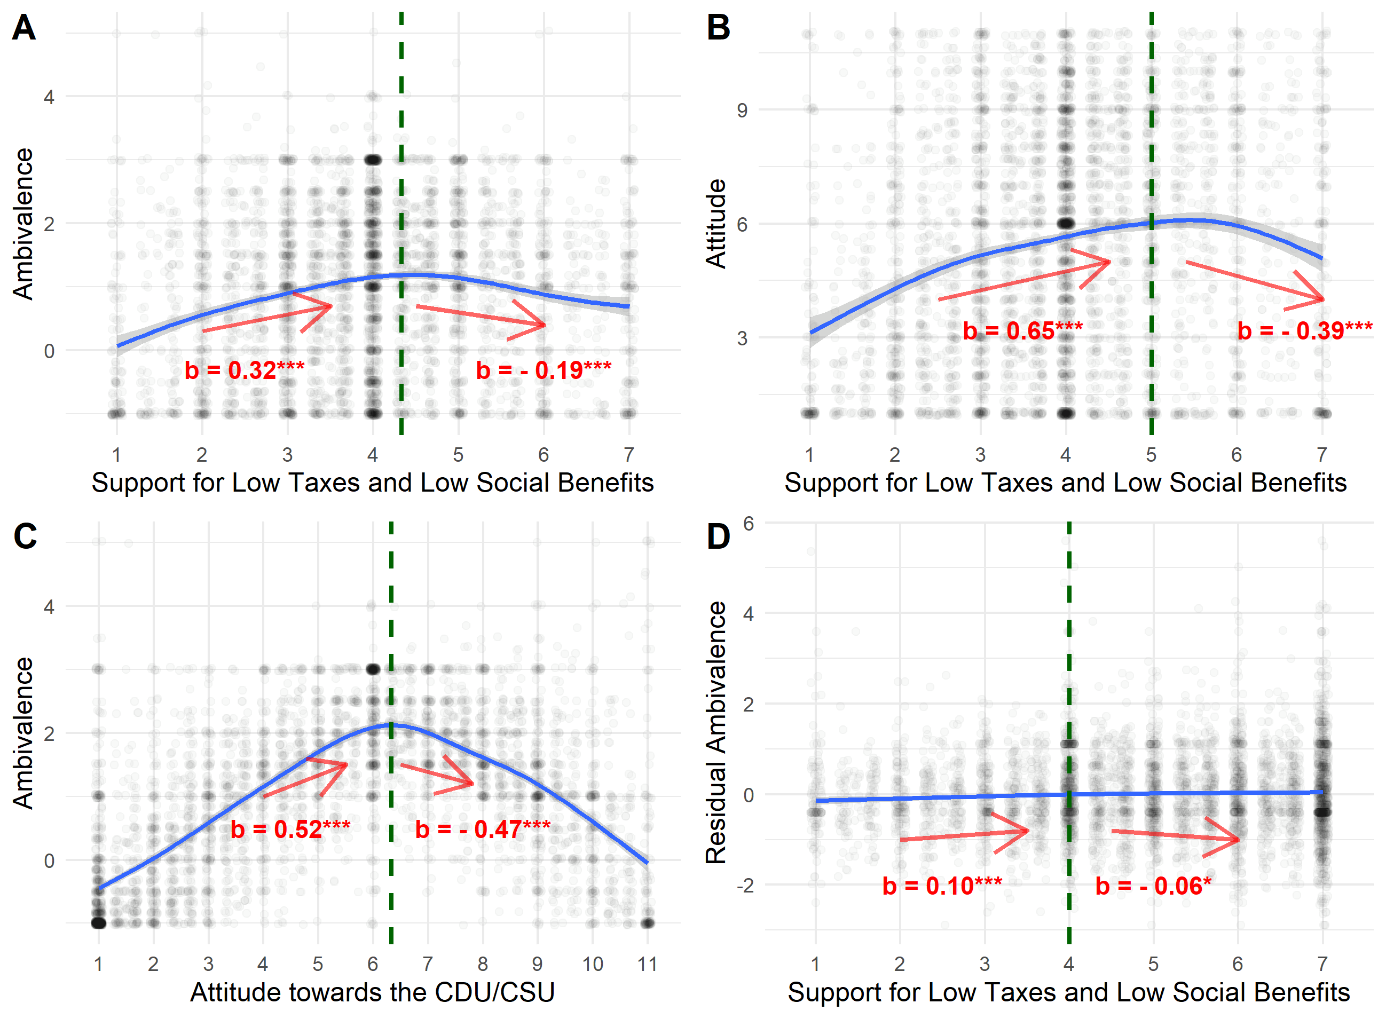 A
Ambivalence
4
2
0
b = 0.32***
b = - 0.19***
1 2 3 4 5 6 7
Support for Low Taxes and Low Social Benefits
B
Attitude
9
6
3
b = 0.65***
b = - 0.39***
1 2 3 4 5 6 7
Support for Low Taxes and Low Social Benefits
C
Ambivalence
4
2
0
b = 0.52***
b = - 0.47***
1 2 3 4 5 6 7 8 9 10 11
Attitude towards the CDU/CSU
D
Residual Ambivalence
6
4
2
0
-2
b = 0.10***
b = - 0.06*
1 2 3 4 5 6 7
Support for Low Taxes and Low Social Benefits